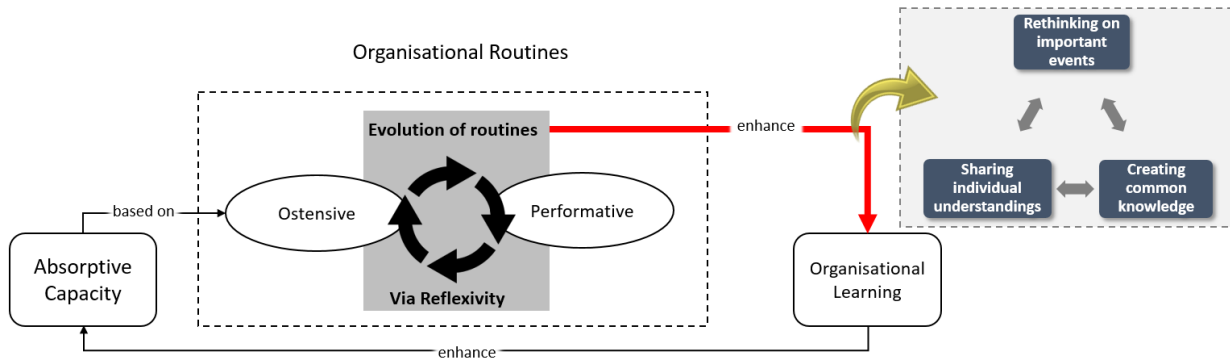 Organisational Routines
Evolution of routines
Ostensive
Performative
Via Reflexivity
based on
Absorptive
Capacity
enhance
Organisational
Learning
enhance
Rethinking on
important
events
Sharing
individual
understandings
Creating
common
knowledge